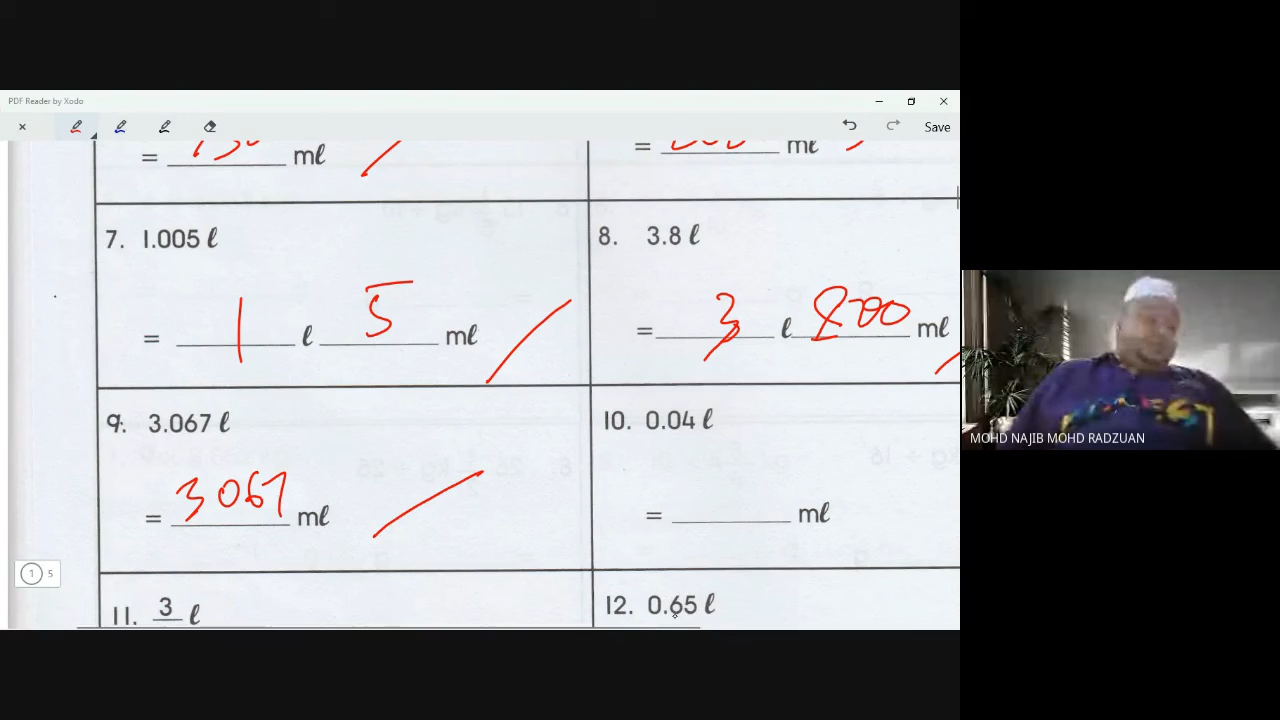 PDF Reader by Xodo
Save
= ml
= ml
7. 1.005 ℓ
= 1 ℓ 5 ml
8. 3.8 ℓ
= 3 ℓ 800 ml
9. 3.067 ℓ
= 3067 ml
10. 0.04 ℓ
= ml
11. 3 ℓ
12. 0.65 ℓ
1 5
MOHD NAJIB MOHD RADZUAN